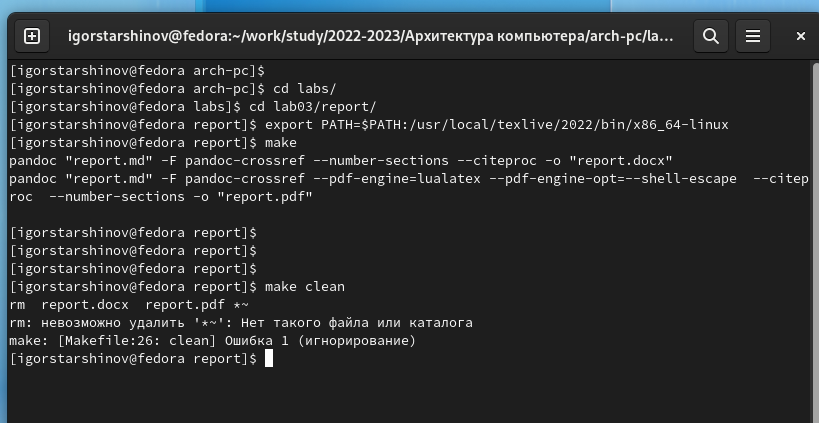 igorstarshinov@fedora:~/work/study/2022-2023/Архитектура компьютера/arch-pc/la...
[igorstarshinov@fedora arch-pc]$
[igorstarshinov@fedora arch-pc]$ cd labs/
[igorstarshinov@fedora labs]$ cd lab03/report/
[igorstarshinov@fedora report]$ export PATH=$PATH:/usr/local/texlive/2022/bin/x86_64-linux
[igorstarshinov@fedora report]$ make
pandoc "report.md" -F pandoc-crossref --number-sections --citeproc -o "report.docx"
pandoc "report.md" -F pandoc-crossref --pdf-engine=lualatex --pdf-engine-opt=--shell-escape  --citep
roc  --number-sections -o "report.pdf"
[igorstarshinov@fedora report]$
[igorstarshinov@fedora report]$
[igorstarshinov@fedora report]$
[igorstarshinov@fedora report]$ make clean
rm  report.docx  report.pdf *~
rm: невозможно удалить '*~': Нет такого файла или каталога
make: [Makefile:26: clean] Ошибка 1 (игнорирование)
[igorstarshinov@fedora report]$